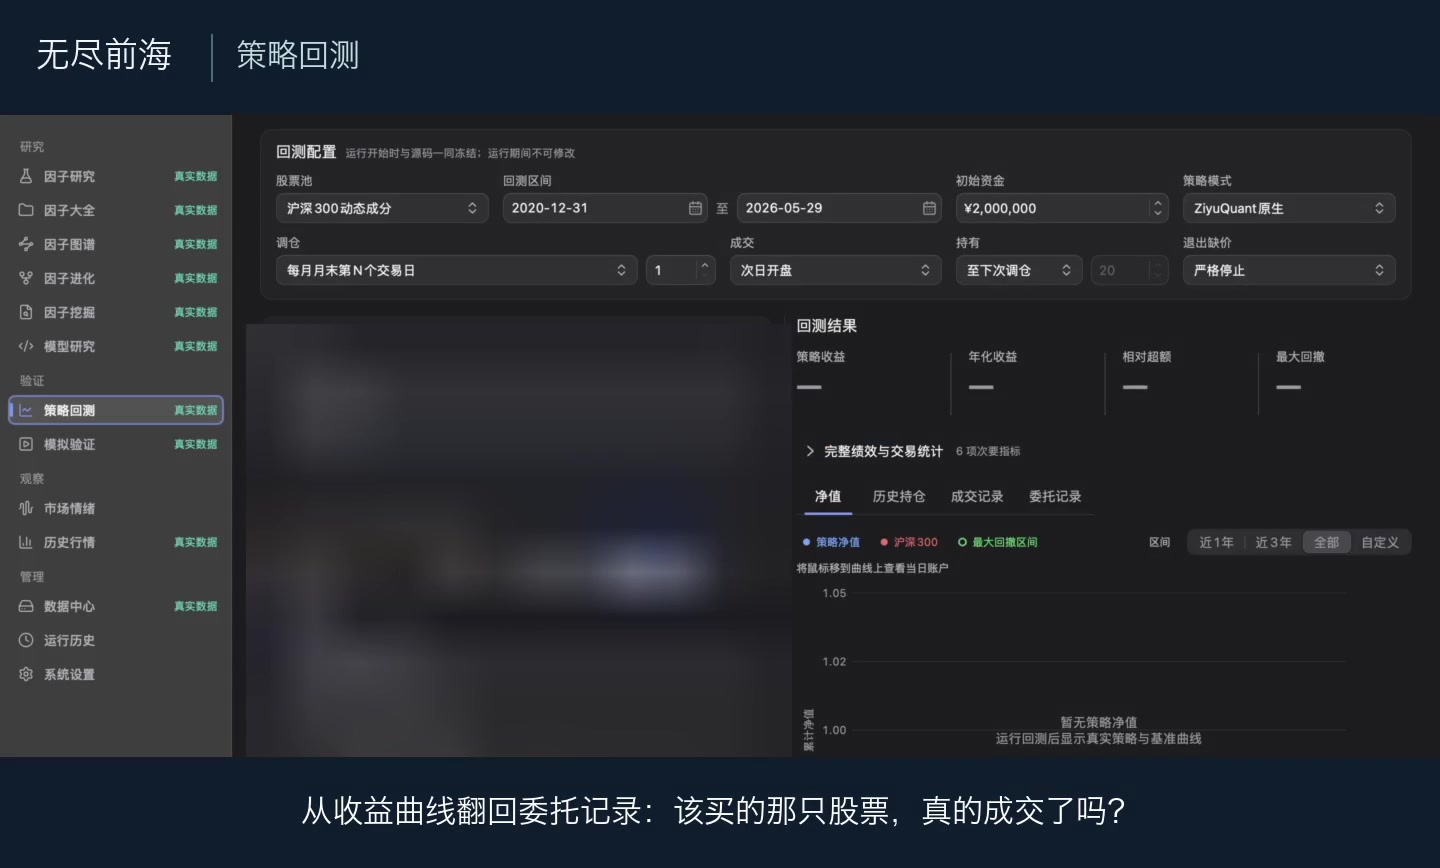 无尽前海 策略回测
研究
因子研究 真实数据
因子大全 真实数据
因子图谱 真实数据
因子进化 真实数据
因子挖掘 真实数据
模型研究 真实数据
验证
策略回测 真实数据
模拟验证 真实数据
观察
市场情绪
历史行情 真实数据
管理
数据中心 真实数据
运行历史
系统设置
回测配置 运行开始时与源码一同冻结；运行期间不可修改
股票池 回测区间 初始资金 策略模式
沪深300动态成分 2020-12-31 至 2026-05-29 ¥2,000,000 ZiyuQuant原生
调仓 成交 持有 退出缺价
每月月末第N个交易日 1 次日开盘 至下次调仓 20 严格停止
回测结果
策略收益 年化收益 相对超额 最大回撤
— — — —
完整绩效与交易统计 6 项次要指标
净值 历史持仓 成交记录 委托记录
策略净值 沪深300 最大回撤区间 区间 近1年 近3年 全部 自定义
将鼠标移到曲线上查看当日账户
1.05
1.02
1.00
累计净值
暂无策略净值
运行回测后显示真实策略与基准曲线
从收益曲线翻回委托记录：该买的那只股票，真的成交了吗？